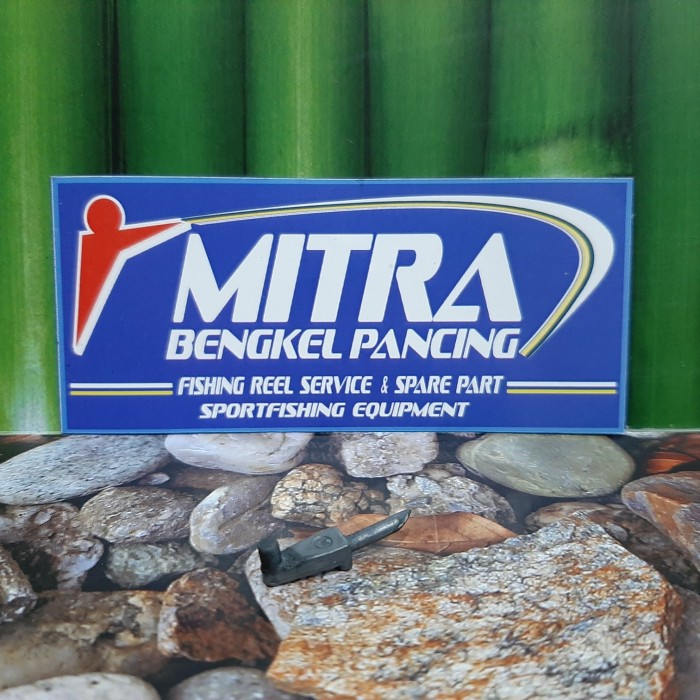 MITRA
BENGKEL PANCING
FISHING REEL SERVICE & SPARE PART
SPORTFISHING EQUIPMENT